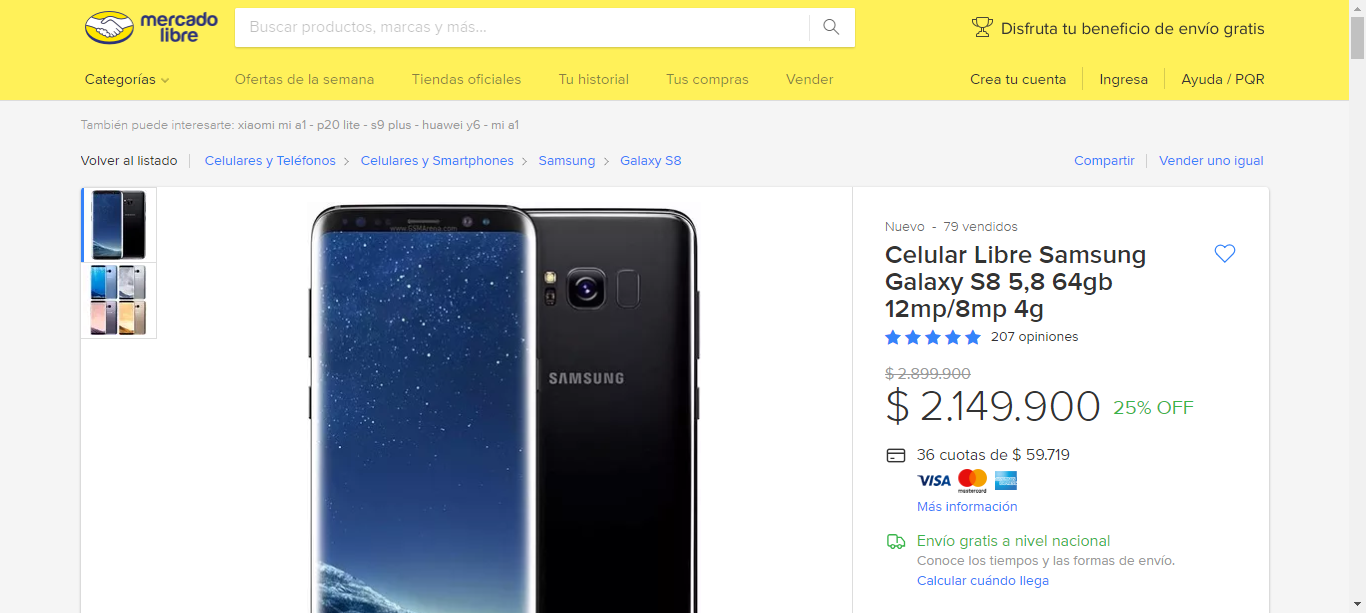 mercado
libre
Buscar productos, marcas y más...
Disfruta tu beneficio de envío gratis
Categorías
Ofertas de la semana
Tiendas oficiales
Tu historial
Tus compras
Vender
Crea tu cuenta
Ingresa
Ayuda / PQR
También puede interesarte: xiaomi mi a1 - p20 lite - s9 plus - huawei y6 - mi a1
Volver al listado
Celulares y Teléfonos
Celulares y Smartphones
Samsung
Galaxy S8
Compartir
Vender uno igual
www.GSMArena.com
SAMSUNG
Nuevo - 79 vendidos
Celular Libre Samsung
Galaxy S8 5,8 64gb
12mp/8mp 4g
207 opiniones
$ 2.899.900
$ 2.149.900 25% OFF
36 cuotas de $ 59.719
VISA
mastercard
Más información
Envío gratis a nivel nacional
Conoce los tiempos y las formas de envío.
Calcular cuándo llega